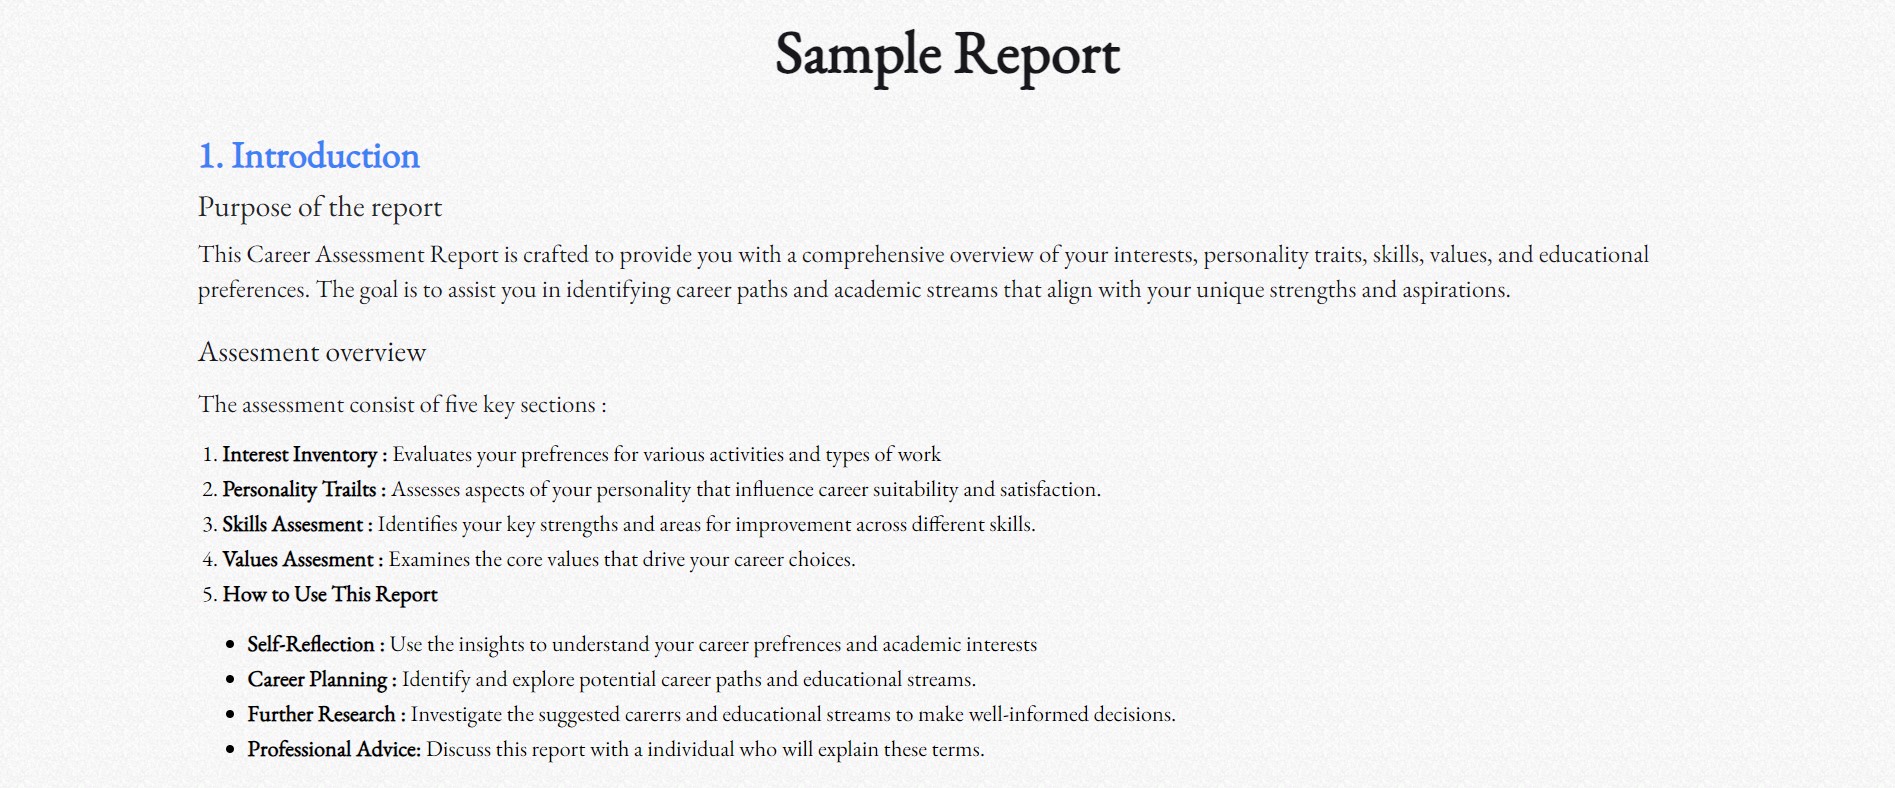 Sample Report
1. Introduction
Purpose of the report
This Career Assessment Report is crafted to provide you with a comprehensive overview of your interests, personality traits, skills, values, and educational
preferences. The goal is to assist you in identifying career paths and academic streams that align with your unique strengths and aspirations.
Assesment overview
The assessment consist of five key sections :
1. Interest Inventory : Evaluates your prefrences for various activities and types of work
2. Personality Trailts : Assesses aspects of your personality that influence career suitability and satisfaction.
3. Skills Assesment : Identifies your key strengths and areas for improvement across different skills.
4. Values Assesment : Examines the core values that drive your career choices.
5. How to Use This Report
• Self-Reflection : Use the insights to understand your career prefrences and academic interests
• Career Planning : Identify and explore potential career paths and educational streams.
• Further Research : Investigate the suggested carerrs and educational streams to make well-informed decisions.
• Professional Advice: Discuss this report with a individual who will explain these terms.